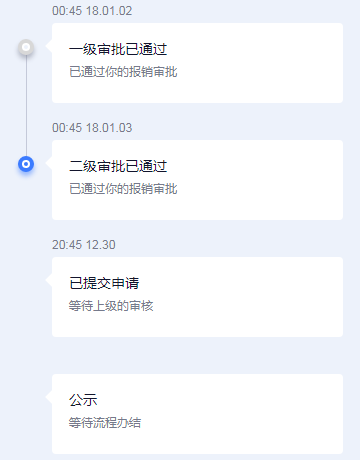 00:45 18.01.02
一级审批已通过
已通过你的报销审批
00:45 18.01.03
二级审批已通过
已通过你的报销审批
20:45 12.30
已提交申请
等待上级的审核
公示
等待流程办结